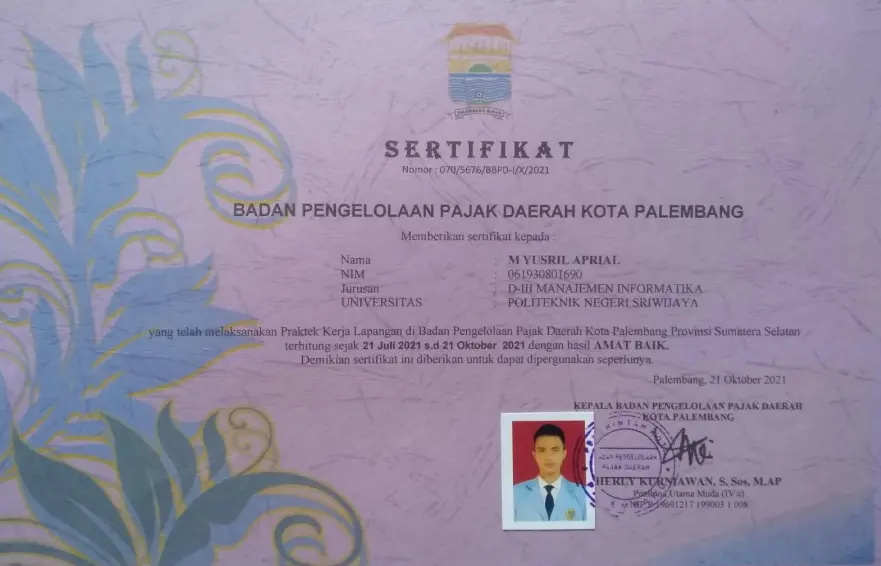 PALEMBANG
SERTIFIKAT
Nomor : 070/5676/BBPD-I/X/2021
BADAN PENGELOLAAN PAJAK DAERAH KOTA PALEMBANG
Memberikan sertifikat kepada :
Nama : M YUSRIL APRIAL
NIM : 061930801690
Jurusan : D-III MANAJEMEN INFORMATIKA
UNIVERSITAS : POLITEKNIK NEGERI SRIWIJAYA
yang telah melaksanakan Praktek Kerja Lapangan di Badan Pengelolaan Pajak Daerah Kota Palembang Provinsi Sumatera Selatan
terhitung sejak 21 Juli 2021 s.d 21 Oktober 2021 dengan hasil AMAT BAIK.
Demikian sertifikat ini diberikan untuk dapat dipergunakan seperlunya.
Palembang, 21 Oktober 2021
KEPALA BADAN PENGELOLAAN PAJAK DAERAH
KOTA PALEMBANG
BADAN PENGELOLAAN
PAJAK DAERAH
HERLY KURNIAWAN, S. Sos, M.AP
Pembina Utama Muda (IV c)
NIP 19691217 199003 1 008